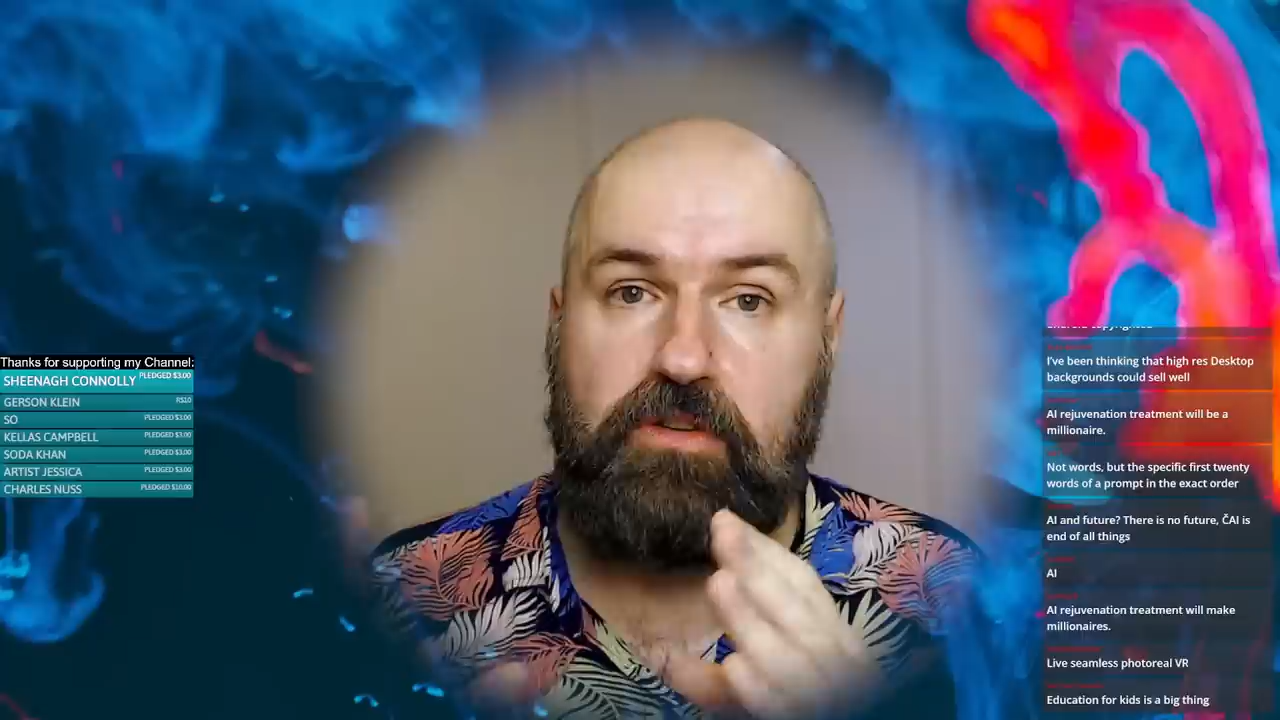 Thanks for supporting my Channel:
SHEENAGH CONNOLLY PLEDGED $3.00
GERSON KLEIN R$10
SO PLEDGED $3.00
KELLAS CAMPBELL PLEDGED $3.00
SODA KHAN PLEDGED $3.00
ARTIST JESSICA PLEDGED $3.00
CHARLES NUSS PLEDGED $10.00
I've been thinking that high res Desktop
backgrounds could sell well
AI rejuvenation treatment will be a
millionaire.
Not words, but the specific first twenty
words of a prompt in the exact order
AI and future? There is no future, ČAI is
end of all things
AI
AI rejuvenation treatment will make
millionaires.
Live seamless photoreal VR
Education for kids is a big thing